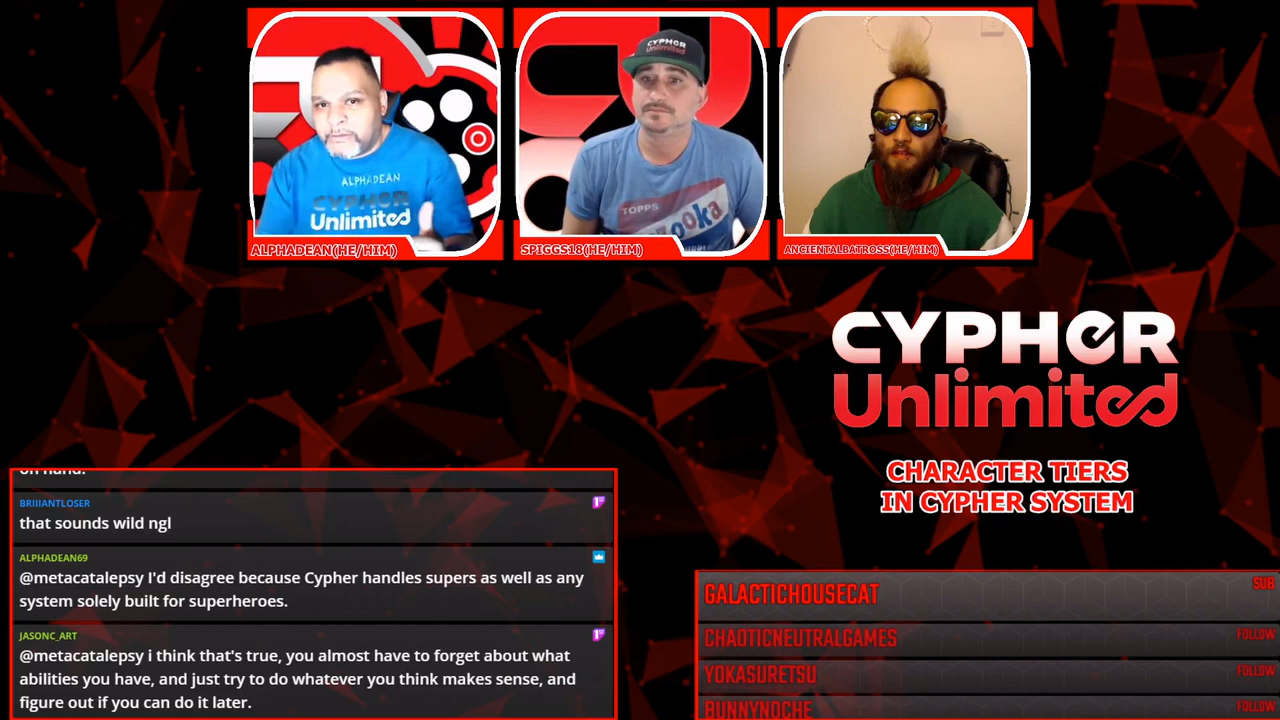 CYPHER
Unlimited
ALPHADEAN
CYPHER
Unlimited
TOPPS
ALPHADEAN(HE/HIM)
SPIGGS18(HE/HIM)
ANCIENTALBATROSS(HE/HIM)
CYPHER
Unlimited
CHARACTER TIERS
IN CYPHER SYSTEM
on hand.
BRIIIANTLOSER
that sounds wild ngl
ALPHADEAN69
@metacatalepsy I'd disagree because Cypher handles supers as well as any
system solely built for superheroes.
JASONC_ART
@metacatalepsy i think that's true, you almost have to forget about what
abilities you have, and just try to do whatever you think makes sense, and
figure out if you can do it later.
GALACTICHOUSECAT SUB
CHAOTICNEUTRALGAMES FOLLOW
YOKASURETSU FOLLOW
BUNNYNOCHE FOLLOW